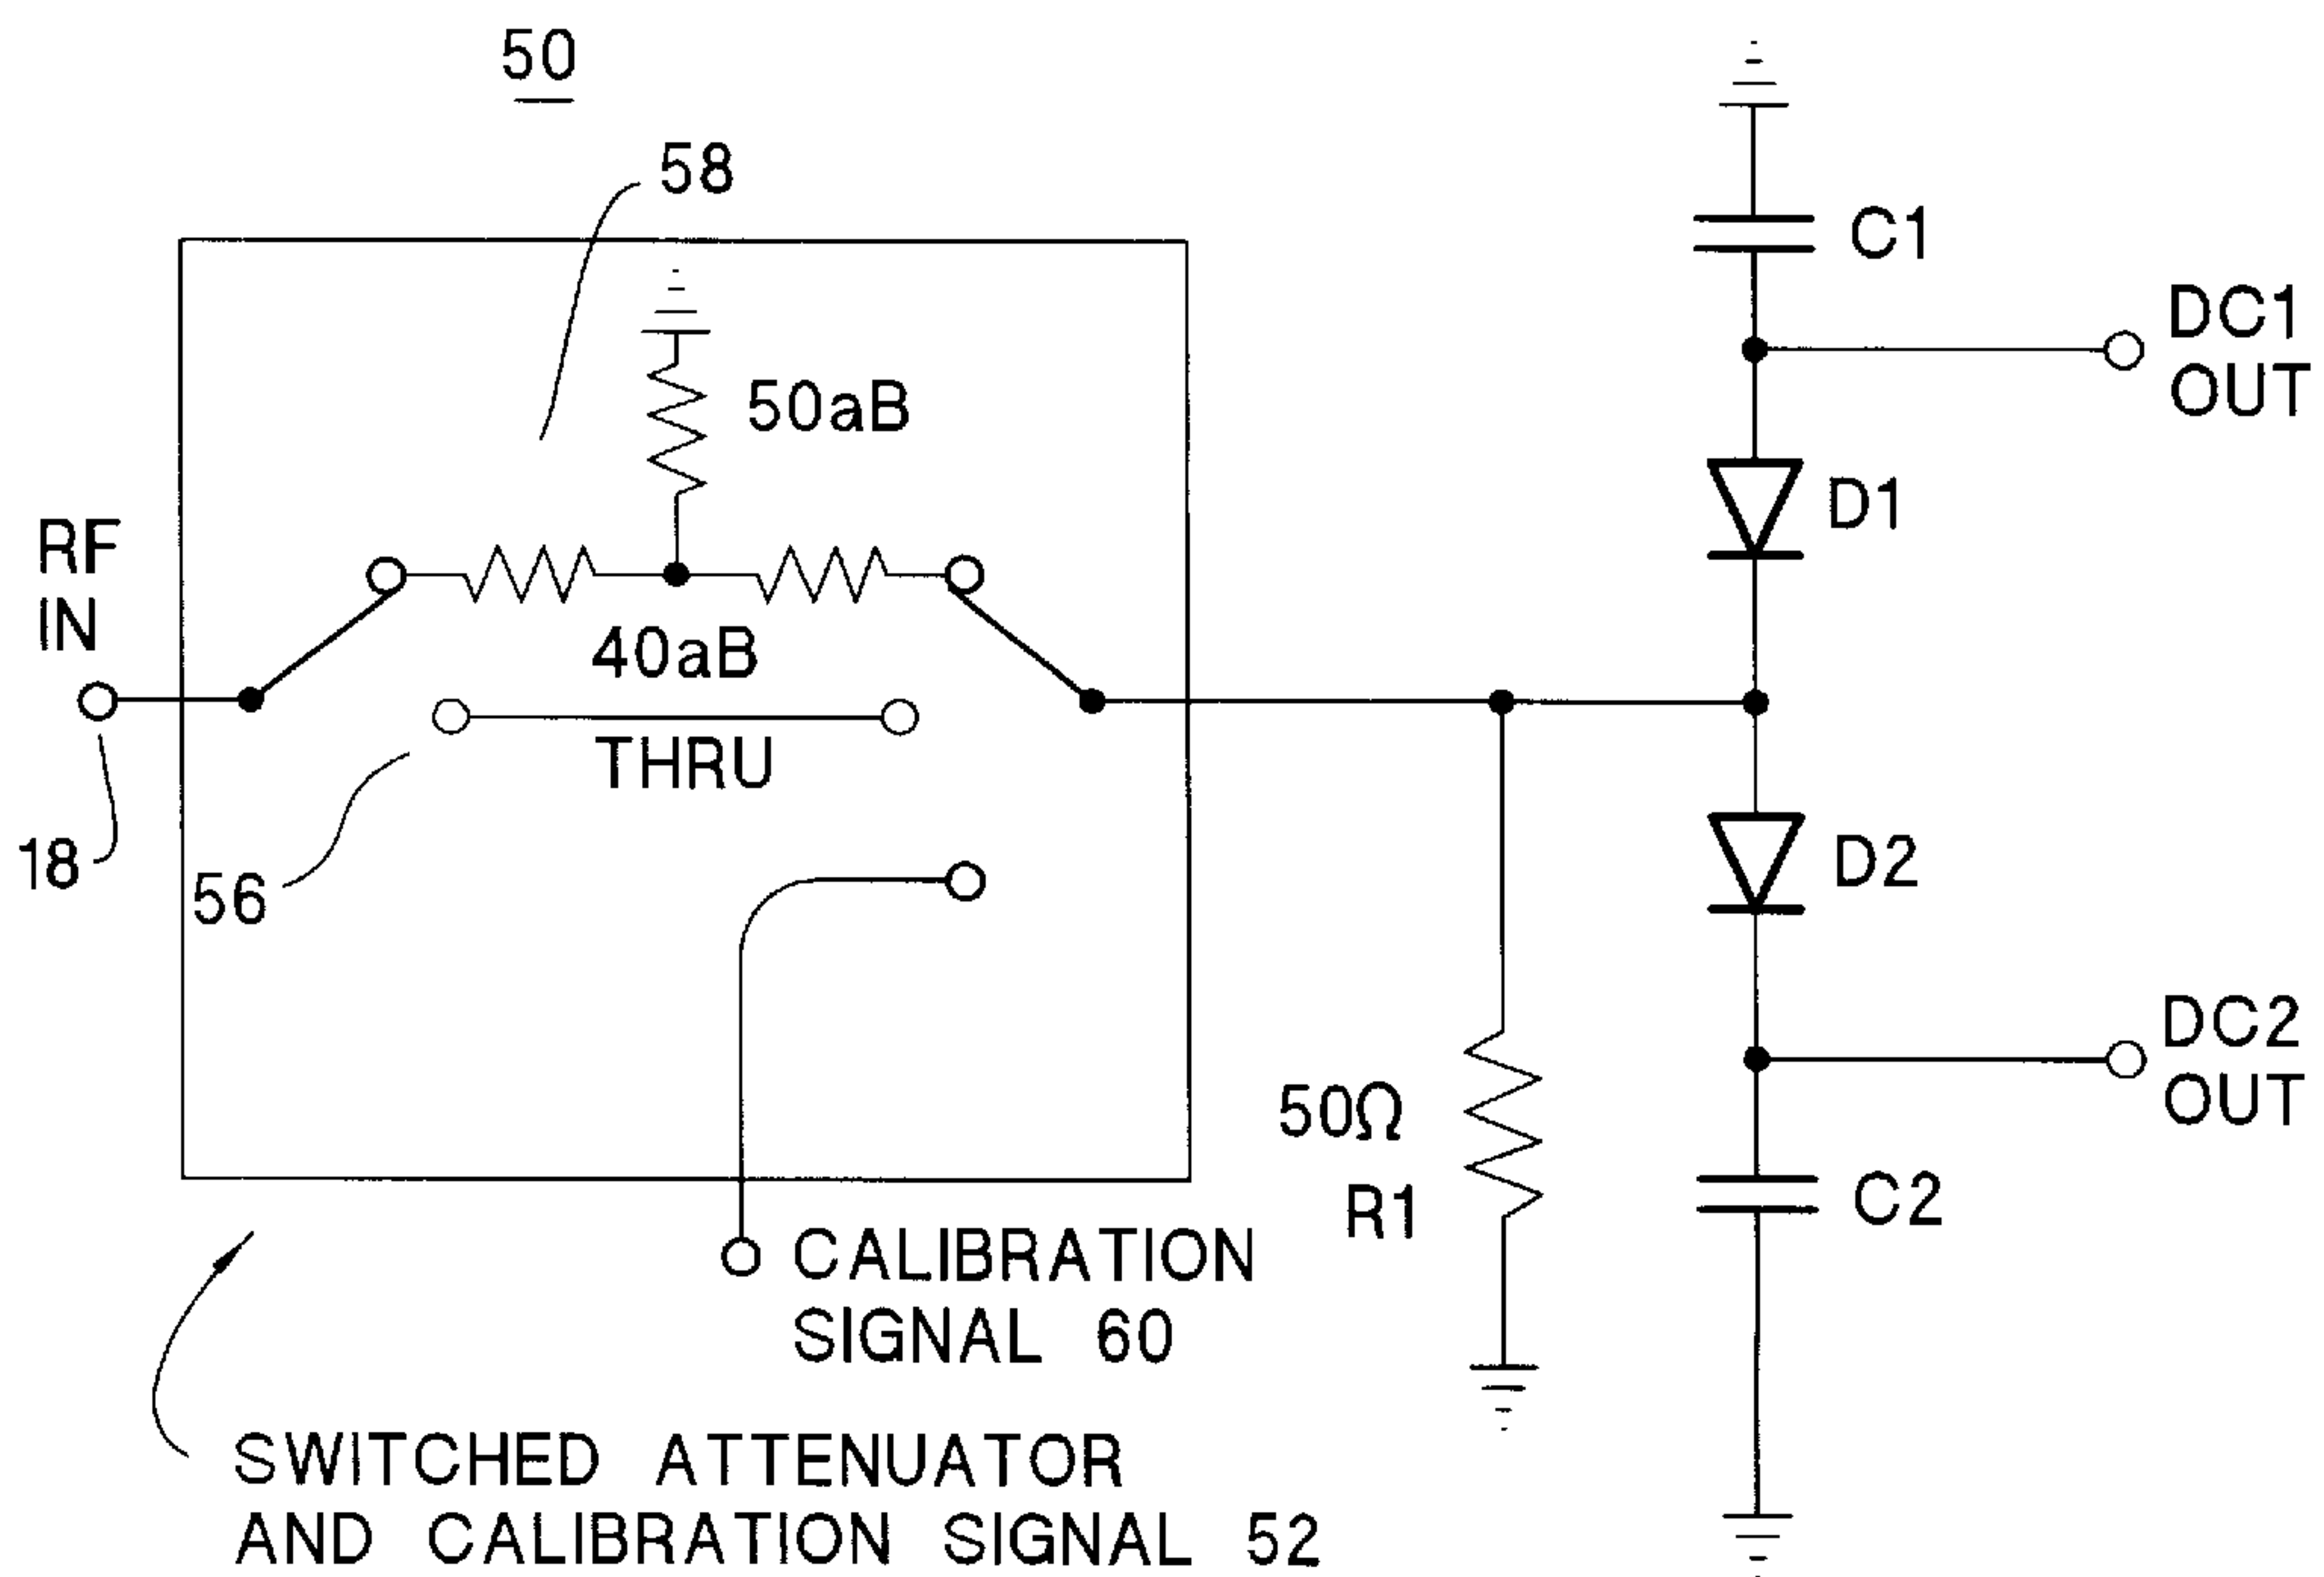 50
58
C1
DC1
OUT
50aB
D1
RF
IN
40aB
THRU
18
56
D2
DC2
OUT
50Ω
R1
C2
CALIBRATION
SIGNAL 60
SWITCHED ATTENUATOR
AND CALIBRATION SIGNAL 52